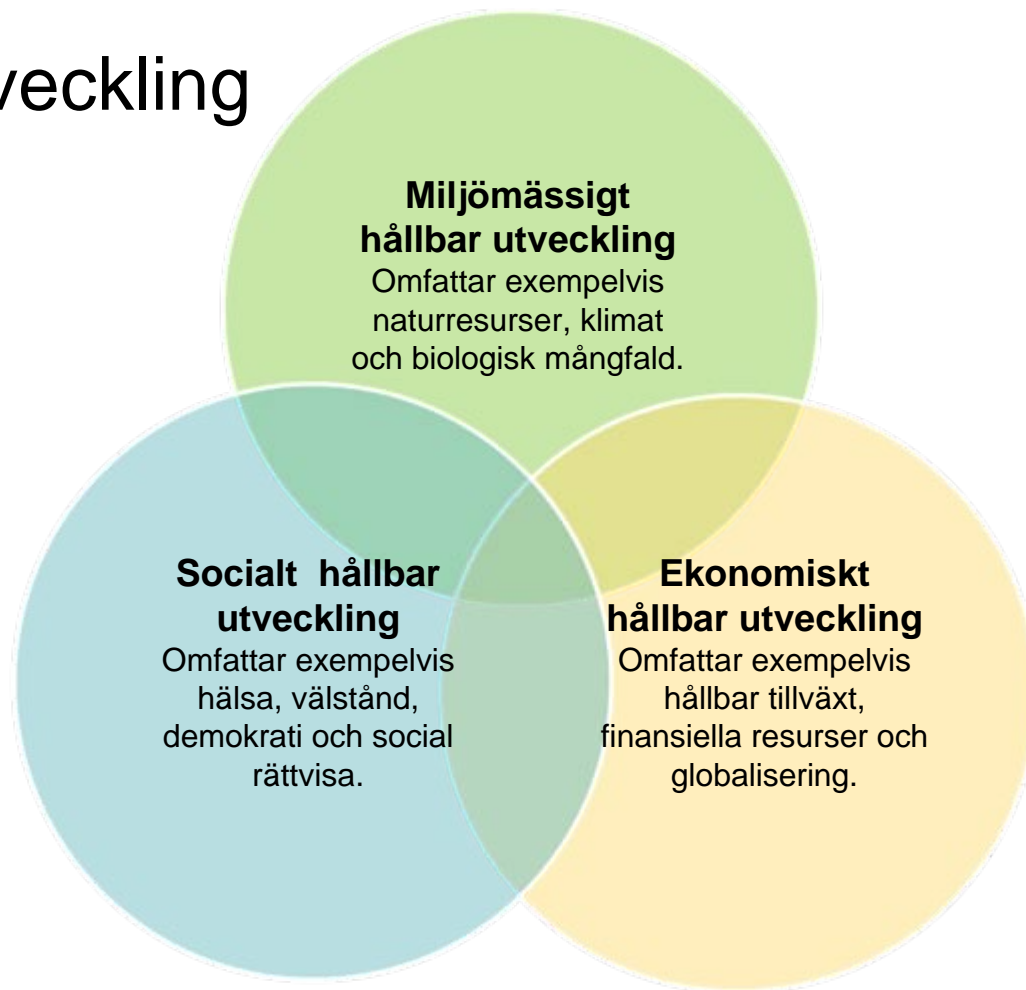 veckling
Miljömässigt
hållbar utveckling
Omfattar exempelvis
naturresurser, klimat
och biologisk mångfald.
Socialt hållbar
utveckling
Omfattar exempelvis
hälsa, välstånd,
demokrati och social
rättvisa.
Ekonomiskt
hållbar utveckling
Omfattar exempelvis
hållbar tillväxt,
finansiella resurser och
globalisering.